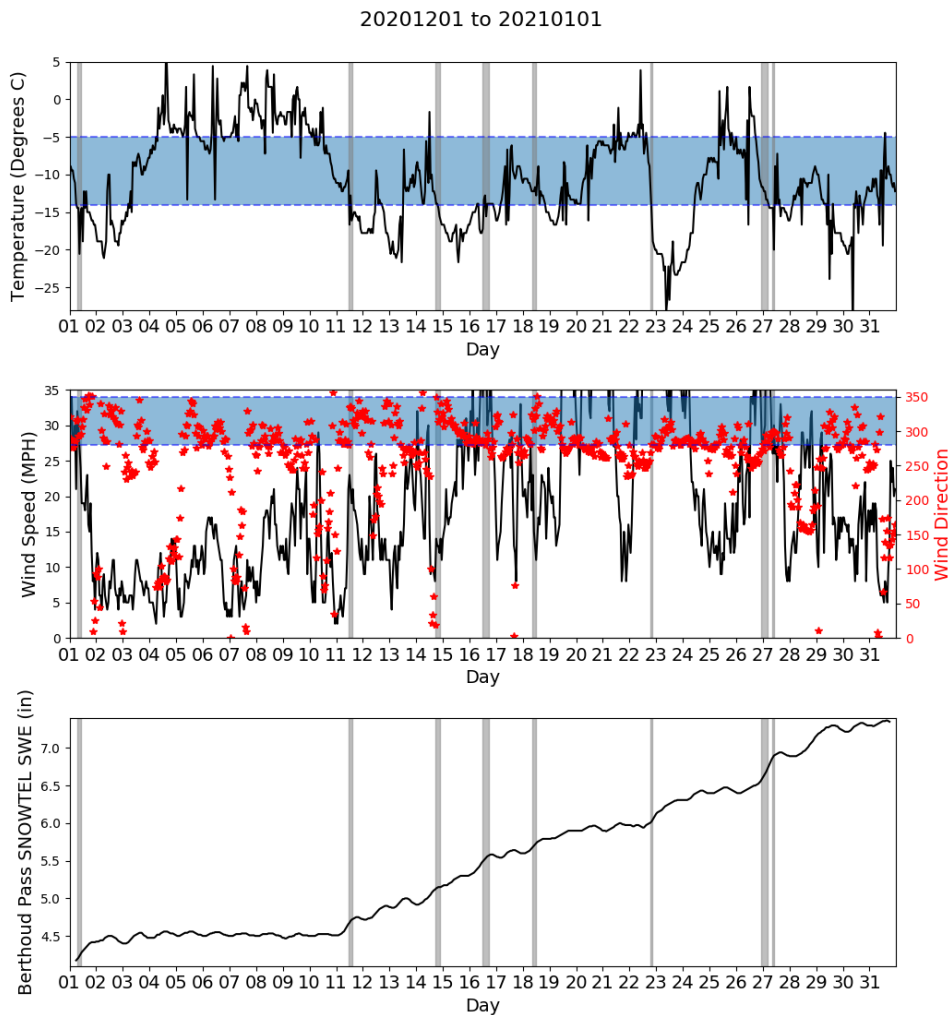 20201201 to 20210101
Temperature (Degrees C)
5
0
−5
−10
−15
−20
−25
01 02 03 04 05 06 07 08 09 10 11 12 13 14 15 16 17 18 19 20 21 22 23 24 25 26 27 28 29 30 31
Day
Wind Speed (MPH)
35
30
25
20
15
10
5
0
350
300
250
200
150
100
50
0
Wind Direction
01 02 03 04 05 06 07 08 09 10 11 12 13 14 15 16 17 18 19 20 21 22 23 24 25 26 27 28 29 30 31
Day
Berthoud Pass SNOWTEL SWE (in)
7.0
6.5
6.0
5.5
5.0
4.5
01 02 03 04 05 06 07 08 09 10 11 12 13 14 15 16 17 18 19 20 21 22 23 24 25 26 27 28 29 30 31
Day